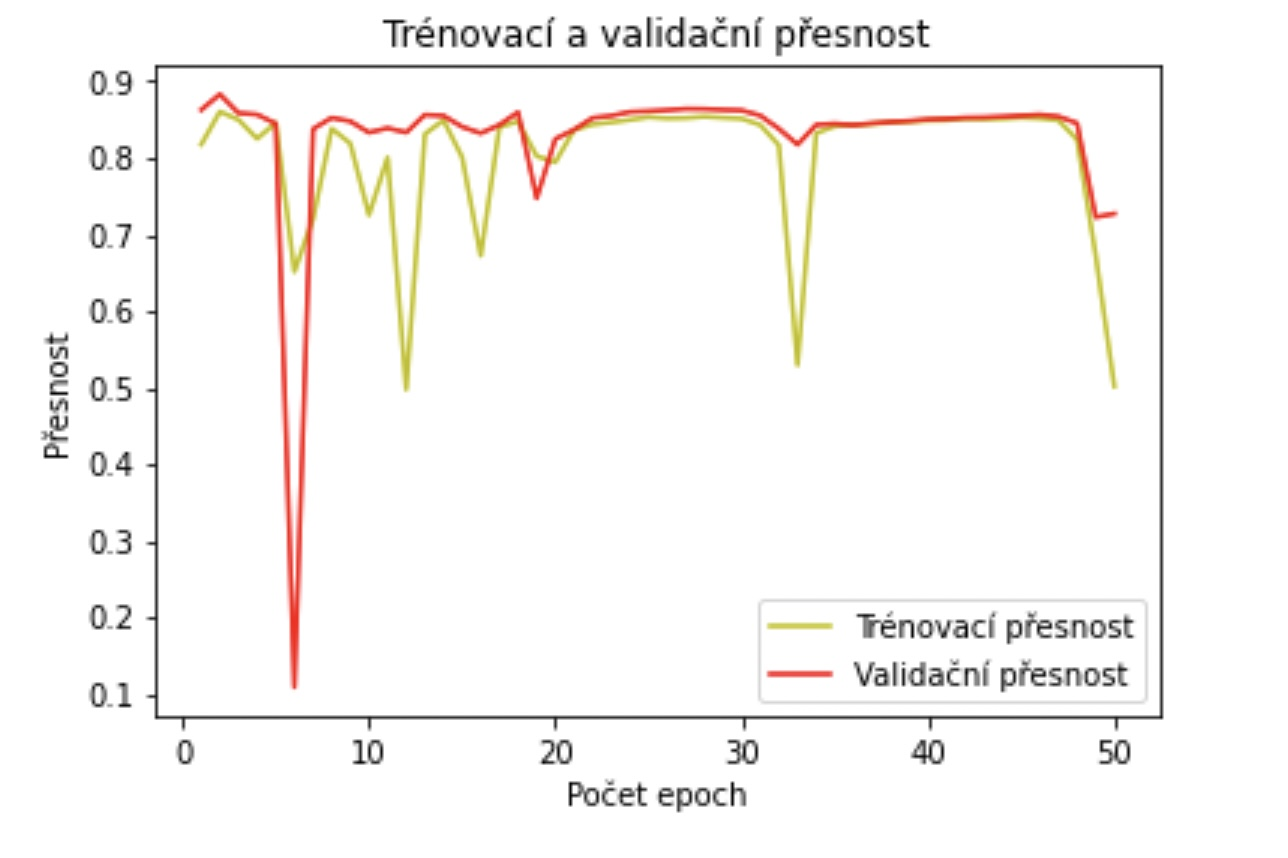 Trénovací a validační přesnost
0.9
0.8
0.7
0.6
0.5
0.4
0.3
0.2
0.1
Přesnost
Trénovací přesnost
Validační přesnost
0 10 20 30 40 50
Počet epoch